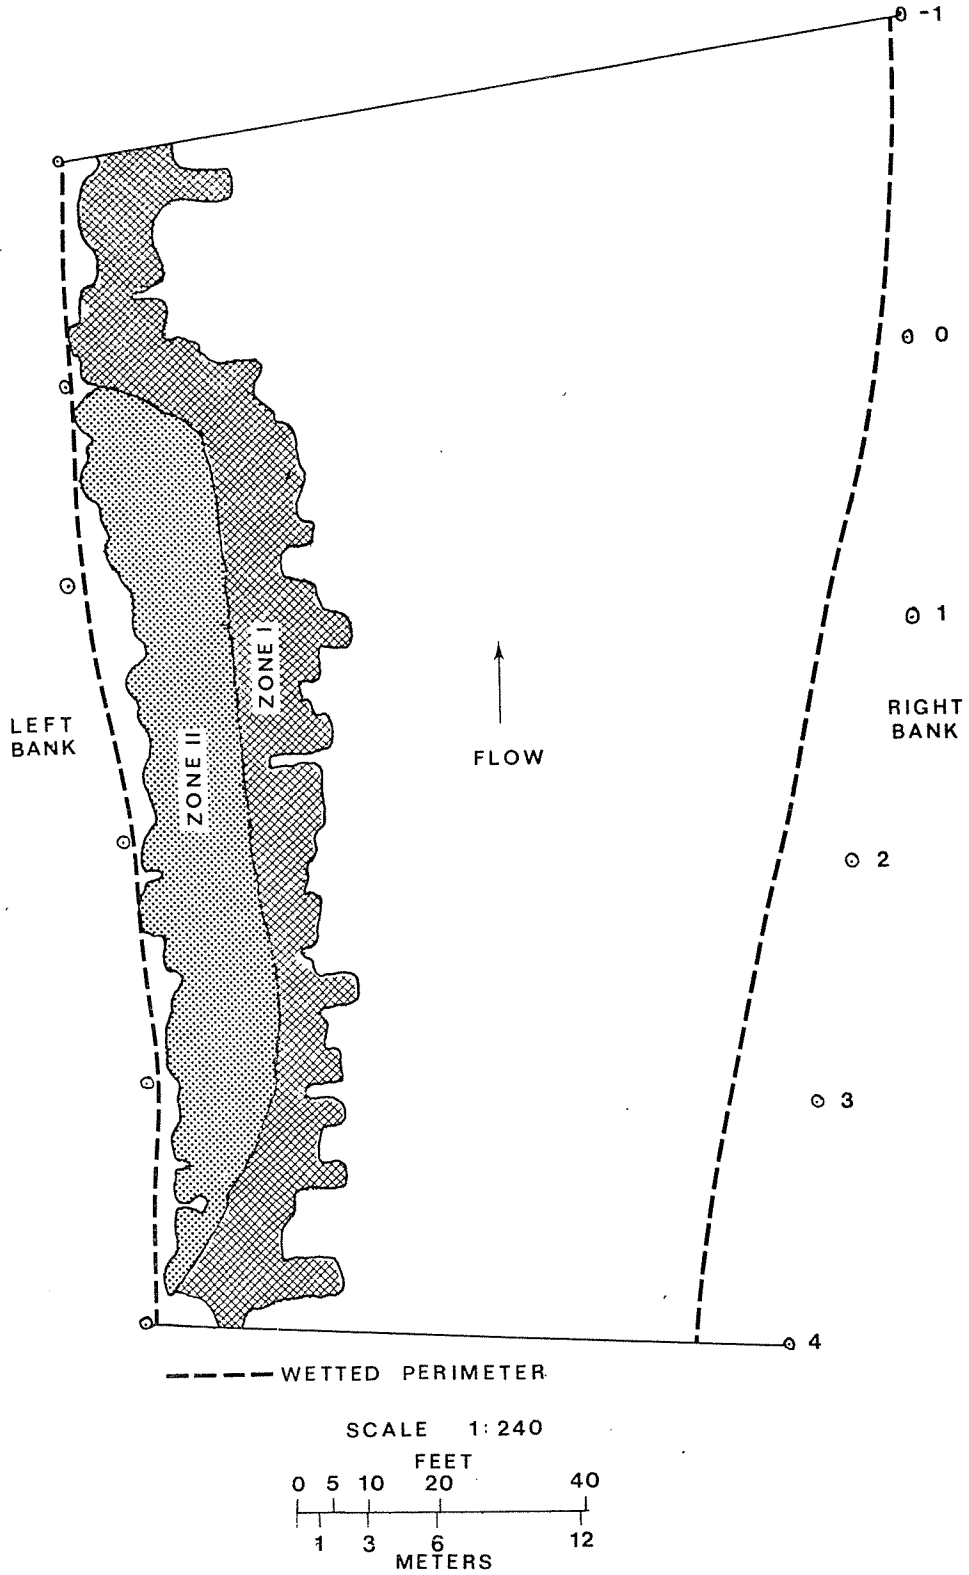 -1
0
1
ZONE I
LEFT
BANK
RIGHT
BANK
ZONE II
FLOW
2
3
4
WETTED PERIMETER
SCALE 1:240
FEET
0 5 10 20 40
1 3 6 12
METERS